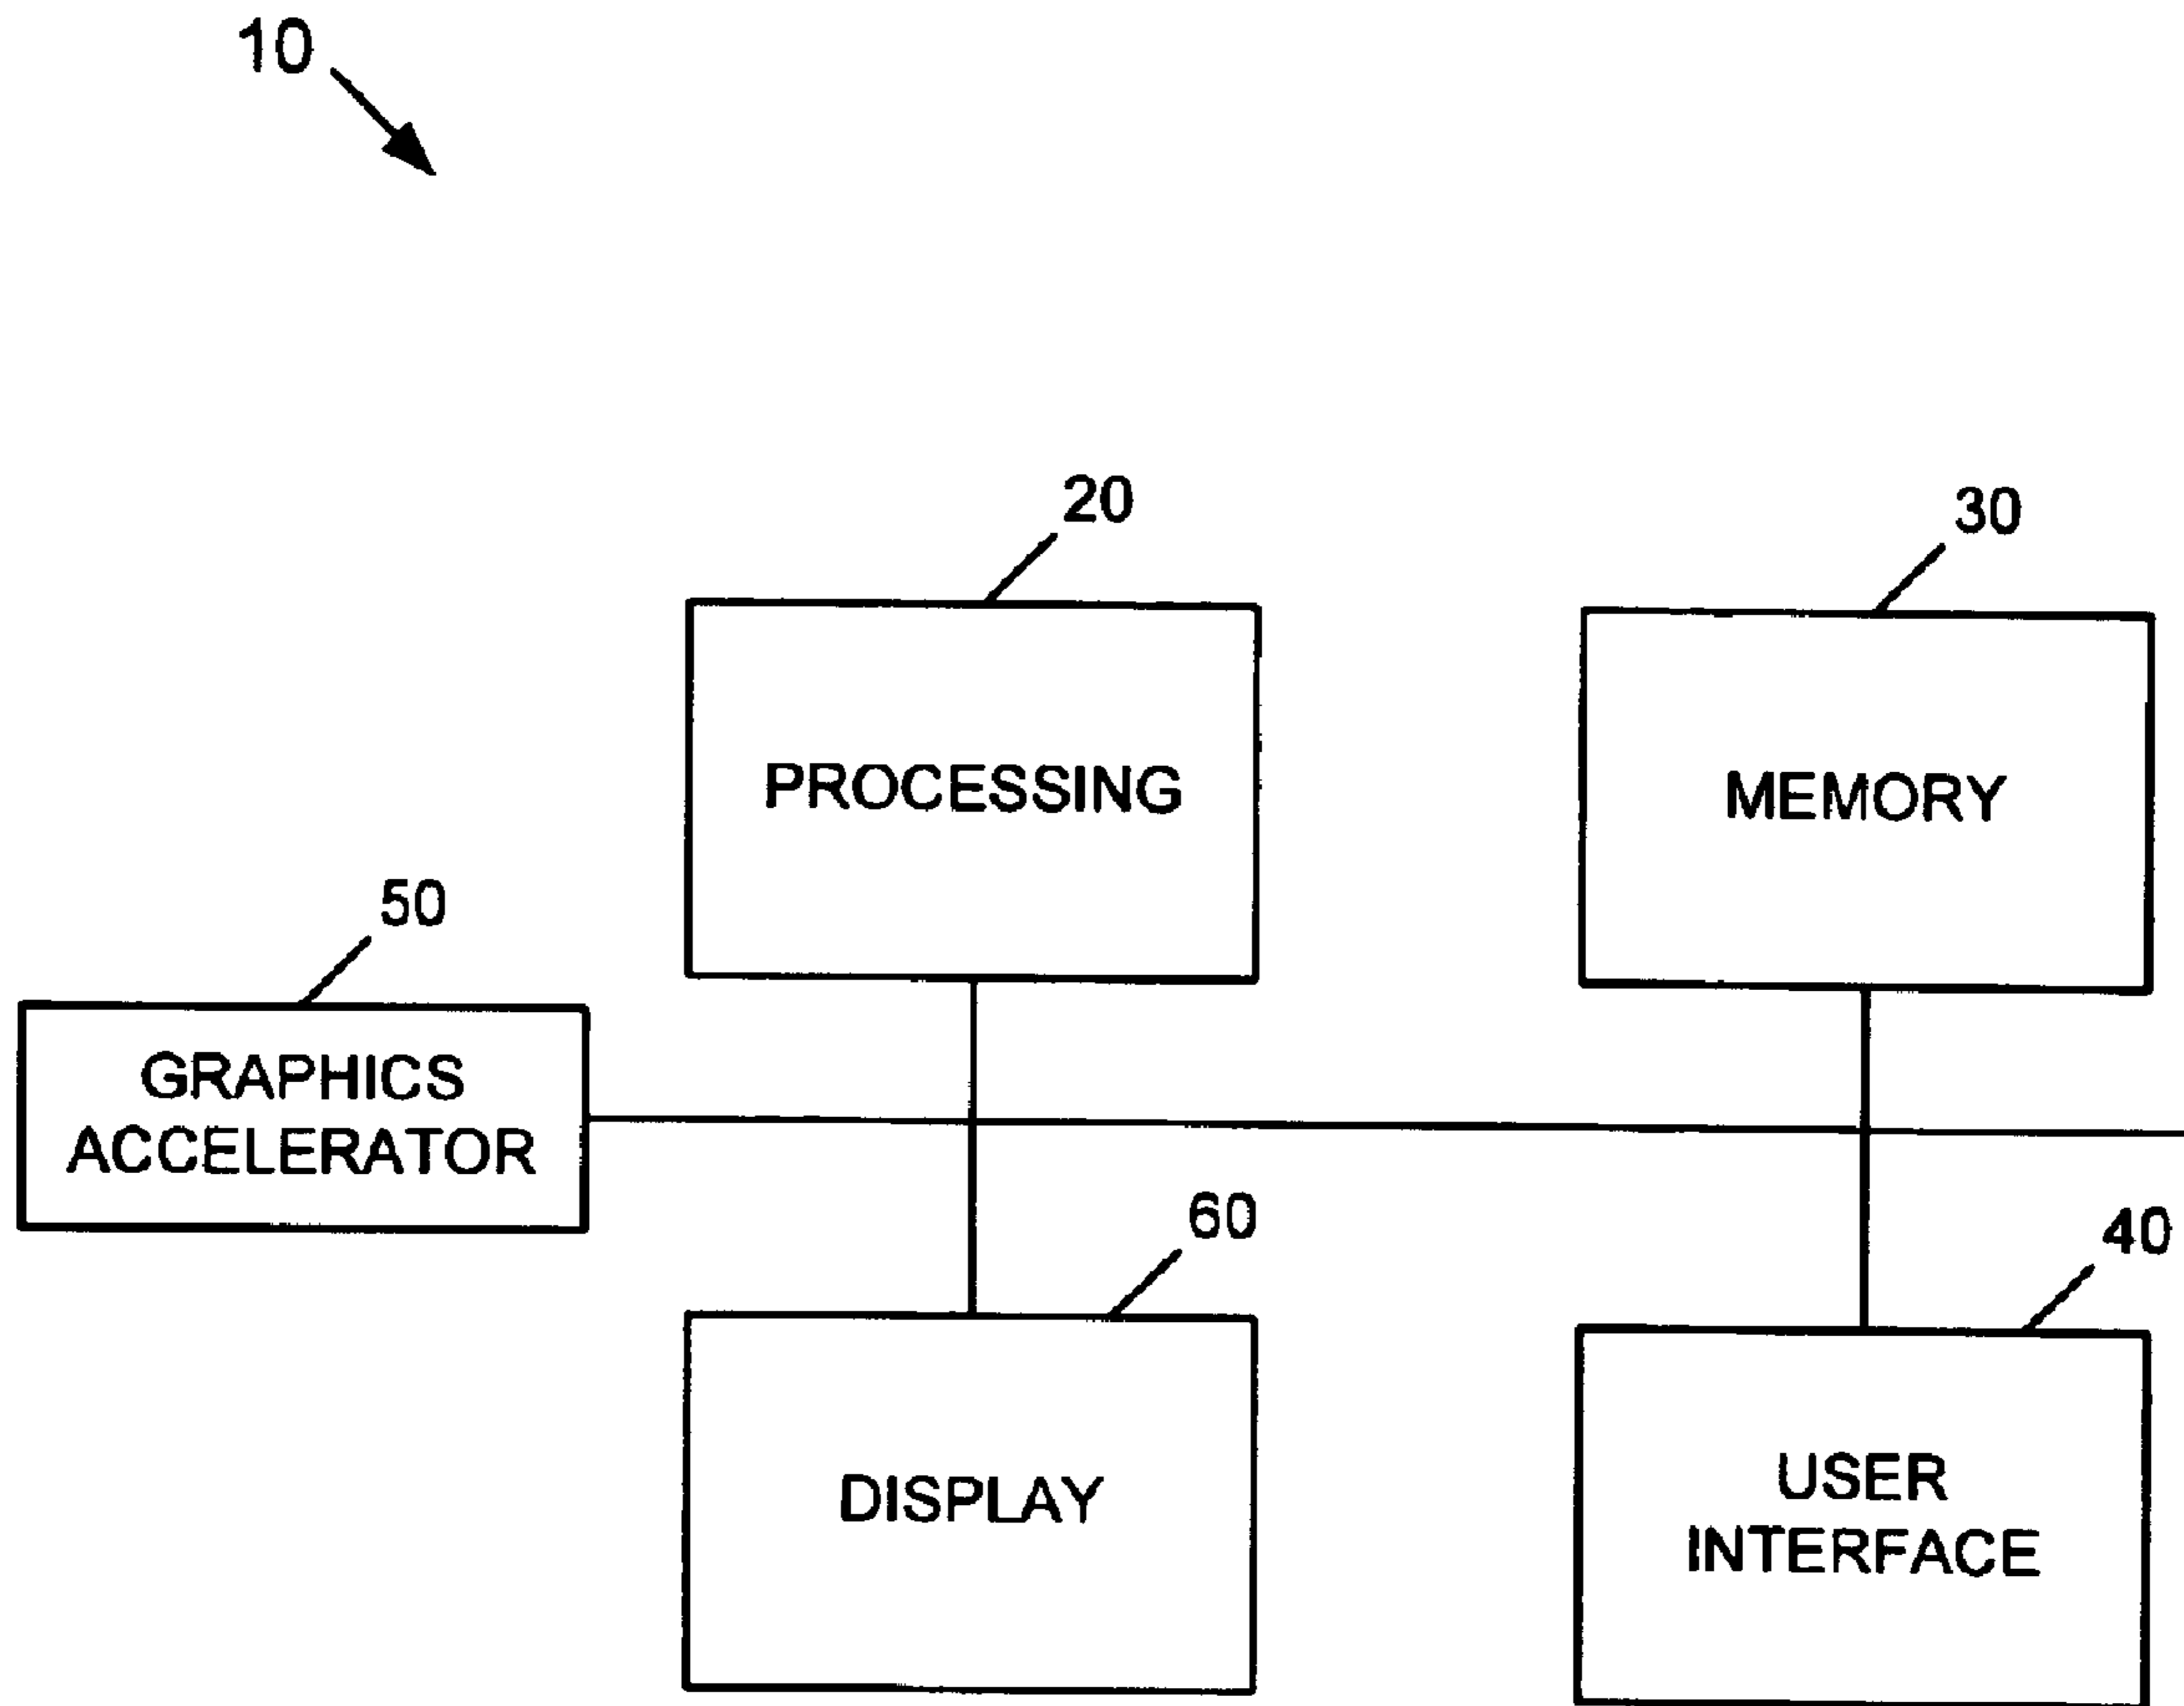 10
20
30
PROCESSING
MEMORY
50
GRAPHICS
ACCELERATOR
60
40
DISPLAY
USER
INTERFACE